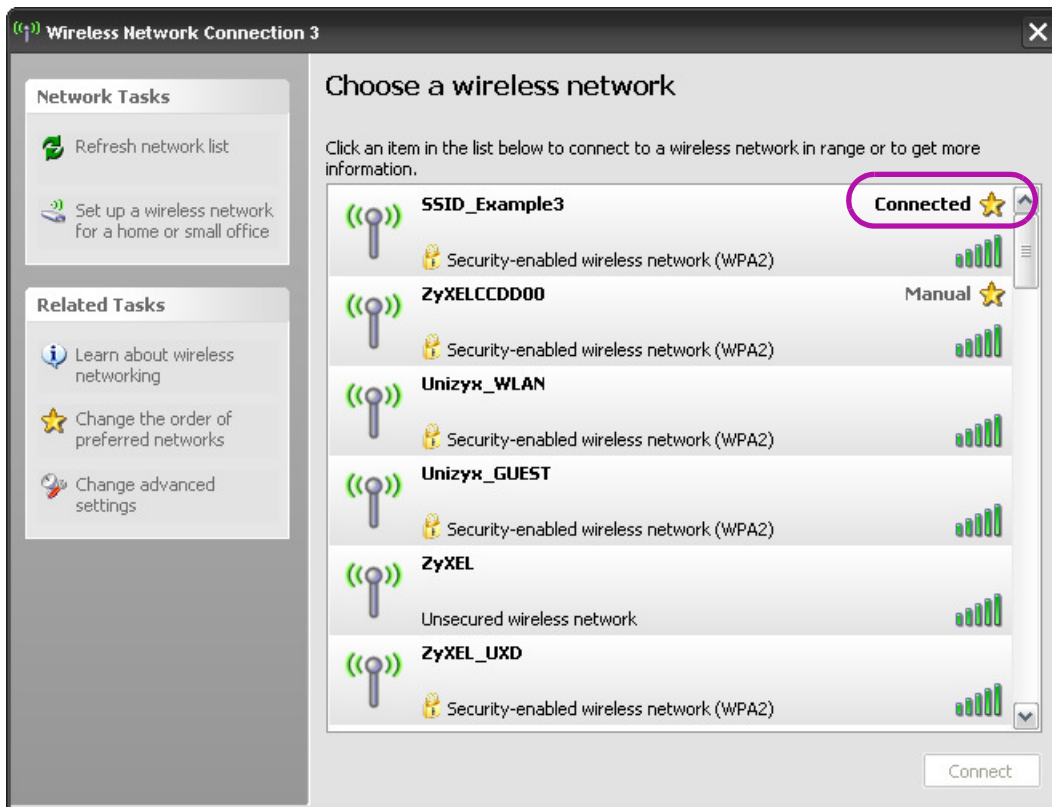 Wireless Network Connection 3
Network Tasks
Refresh network list
Set up a wireless network
for a home or small office
Related Tasks
Learn about wireless
networking
Change the order of
preferred networks
Change advanced
settings
Choose a wireless network
Click an item in the list below to connect to a wireless network in range or to get more
information.
SSID_Example3 Connected
Security-enabled wireless network (WPA2)
ZyXELCCDD00 Manual
Security-enabled wireless network (WPA2)
Unizyx_WLAN
Security-enabled wireless network (WPA2)
Unizyx_GUEST
Security-enabled wireless network (WPA2)
ZyXEL
Unsecured wireless network
ZyXEL_UXD
Security-enabled wireless network (WPA2)
Connect